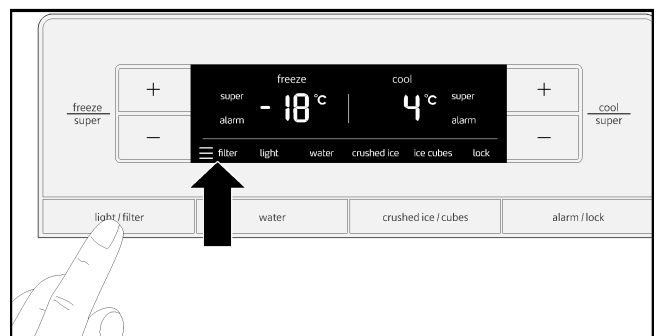 freeze
cool
super
- 18 °C
4 °C
super
alarm
alarm
filter light water crushed ice ice cubes lock
+
−
+
−
freeze
super
cool
super
light / filter
water
crushed ice / cubes
alarm / lock